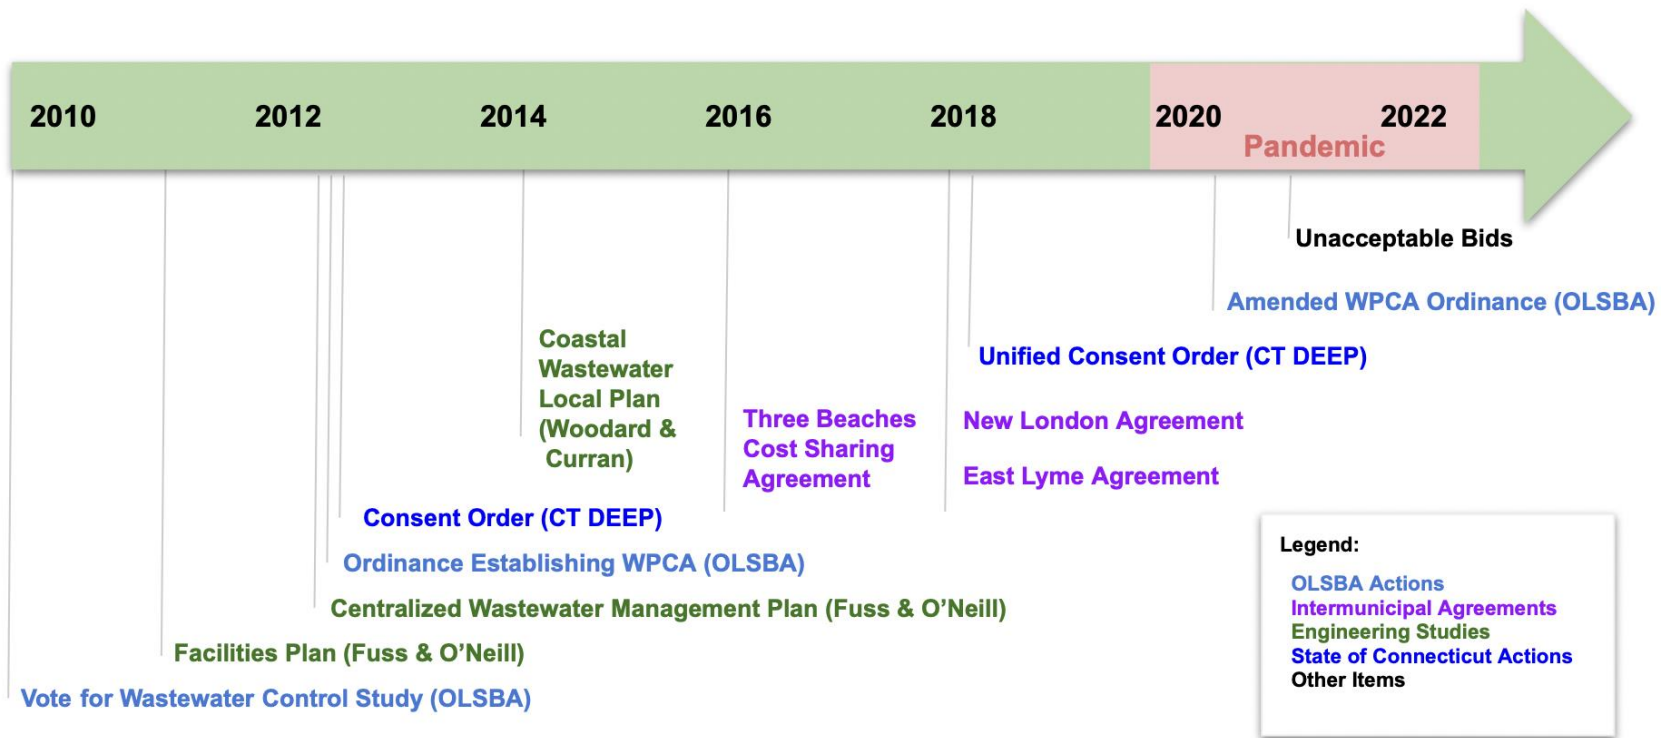 2010 2012 2014 2016 2018 2020 2022
Pandemic
Unacceptable Bids
Amended WPCA Ordinance (OLSBA)
Unified Consent Order (CT DEEP)
New London Agreement
East Lyme Agreement
Three Beaches
Cost Sharing
Agreement
Coastal
Wastewater
Local Plan
(Woodard &
Curran)
Consent Order (CT DEEP)
Ordinance Establishing WPCA (OLSBA)
Centralized Wastewater Management Plan (Fuss & O’Neill)
Facilities Plan (Fuss & O’Neill)
Vote for Wastewater Control Study (OLSBA)
Legend:
OLSBA Actions
Intermunicipal Agreements
Engineering Studies
State of Connecticut Actions
Other Items